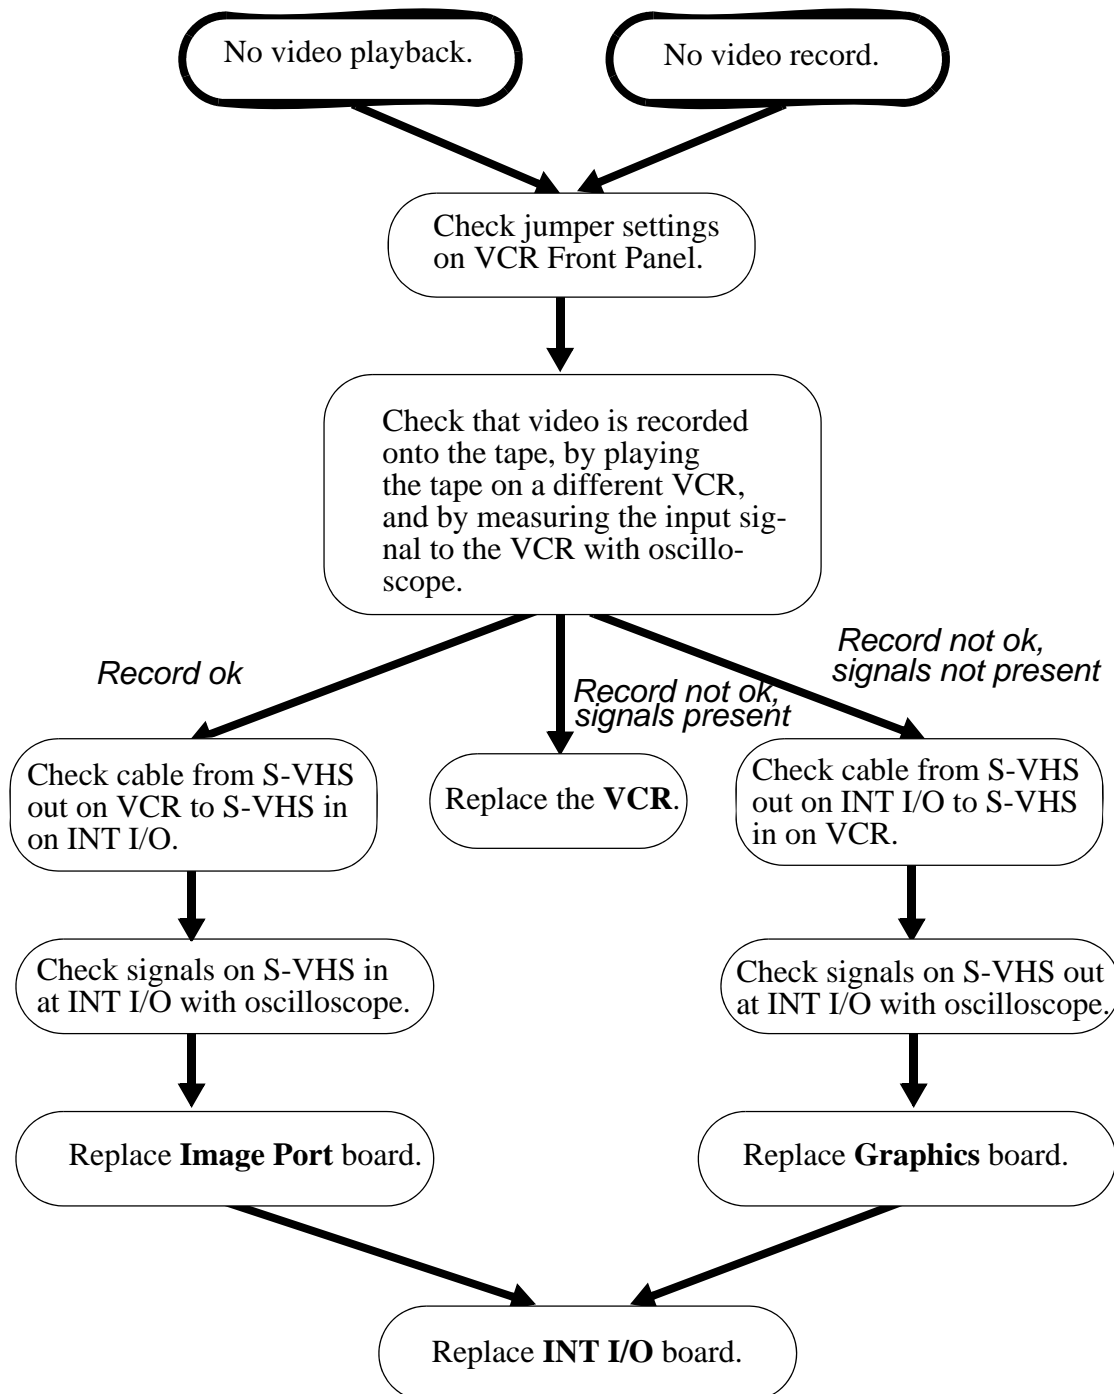 No video playback.
No video record.
Check jumper settings
on VCR Front Panel.
Check that video is recorded
onto the tape, by playing
the tape on a different VCR,
and by measuring the input sig-
nal to the VCR with oscillo-
scope.
Record ok
Record not ok,
signals present
Record not ok,
signals not present
Check cable from S-VHS
out on VCR to S-VHS in
on INT I/O.
Replace the VCR.
Check cable from S-VHS
out on INT I/O to S-VHS
in on VCR.
Check signals on S-VHS in
at INT I/O with oscilloscope.
Check signals on S-VHS out
at INT I/O with oscilloscope.
Replace Image Port board.
Replace Graphics board.
Replace INT I/O board.